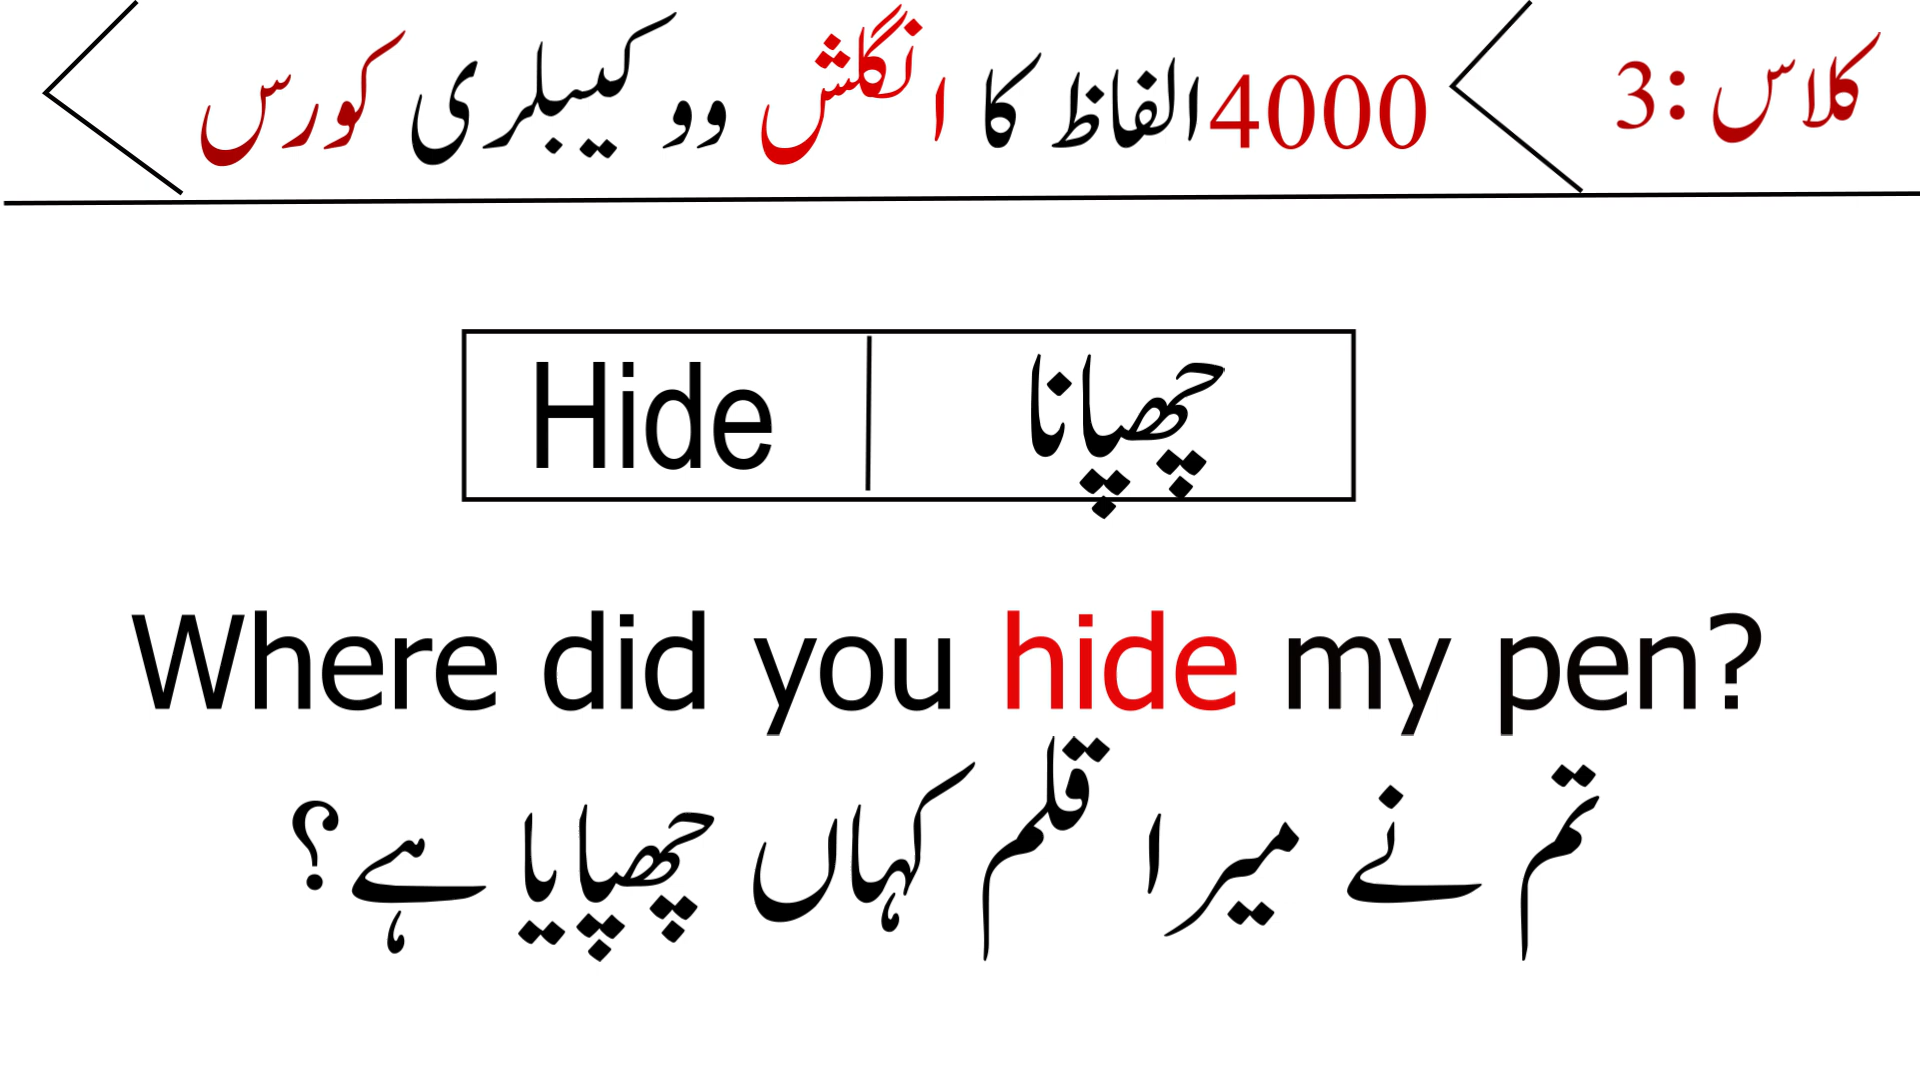 کلاس :3
4000 الفاظ کا انگلش ووکیبلری کورس
Hide | چھپانا
Where did you hide my pen?
تم نے میرا قلم کہاں چھپایا ہے؟